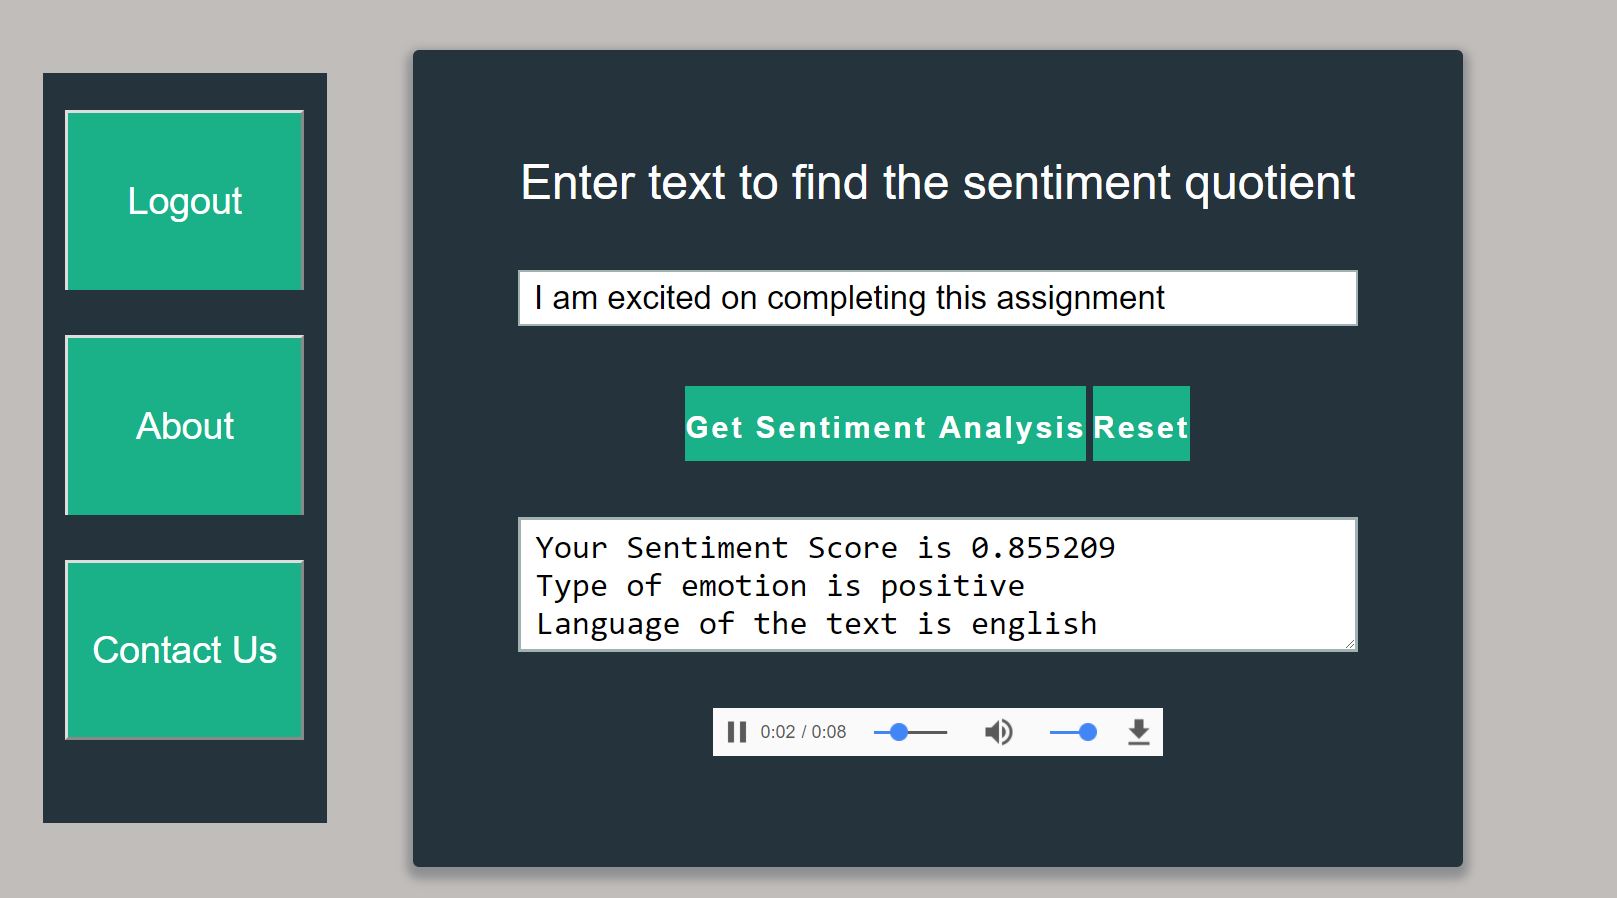 Logout
About
Contact Us
Enter text to find the sentiment quotient
I am excited on completing this assignment
Get Sentiment Analysis Reset
Your Sentiment Score is 0.855209
Type of emotion is positive
Language of the text is english
0:02 / 0:08